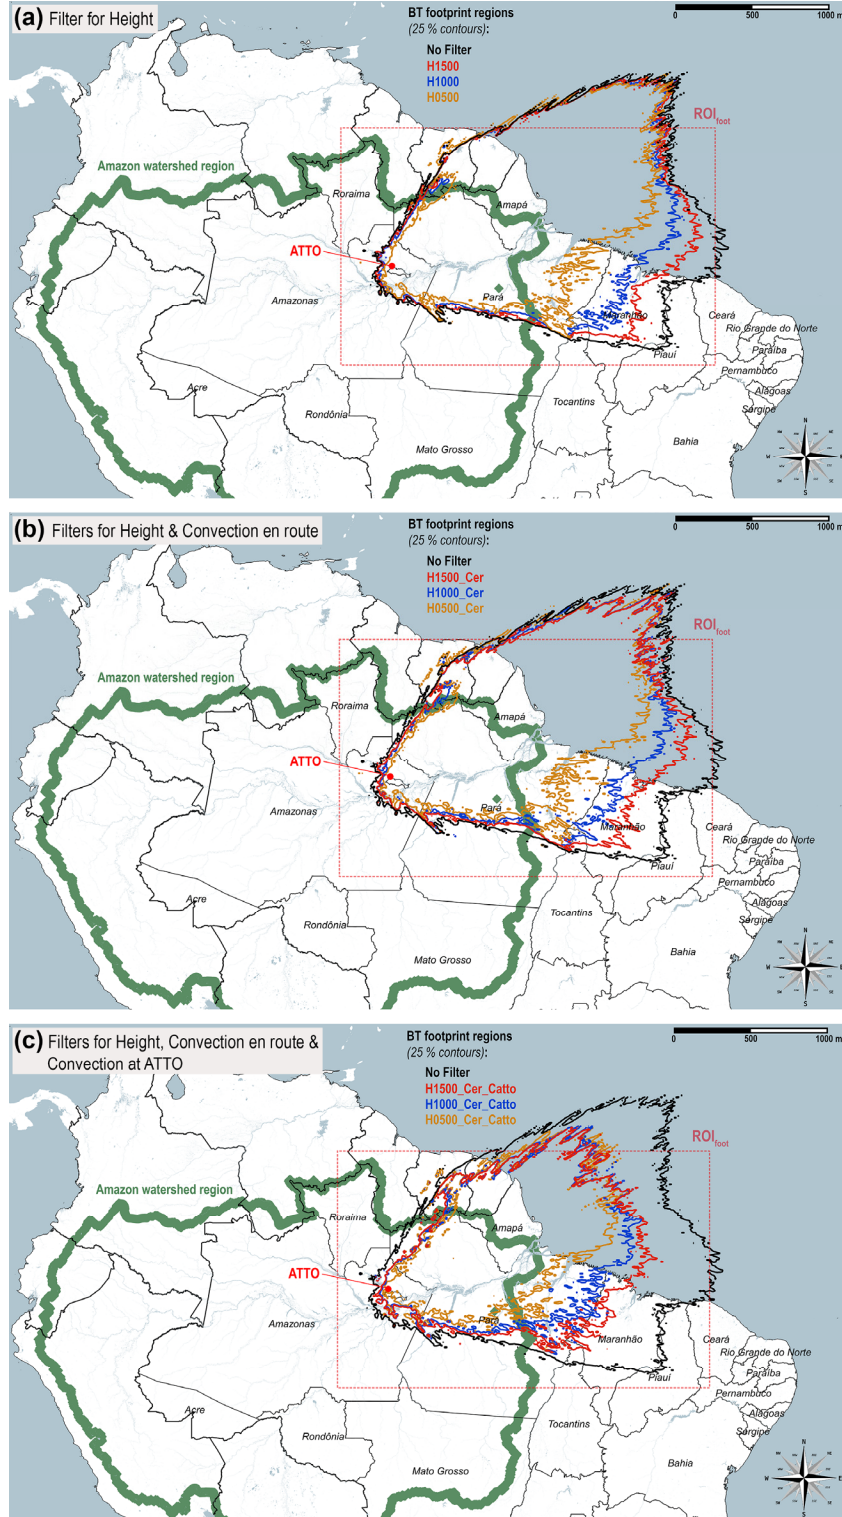 (a) Filter for Height
BT footprint regions
(25 % contours):
No Filter
H1500
H1000
H0500
0 500 1000 m
ROIfoot
Amazon watershed region
Roraima
Amapá
ATTO
Amazonas
Pará
Maranhão
Ceará
Rio Grande do Norte
Paraíba
Piauí
Pernambuco
Acre
Alagoas
Sergipe
Rondônia
Tocantins
Mato Grosso
Bahia
N
W
S
(b) Filters for Height & Convection en route
BT footprint regions
(25 % contours):
No Filter
H1500_Cer
H1000_Cer
H0500_Cer
0 500 1000 m
ROIfoot
Amazon watershed region
Roraima
Amapá
ATTO
Amazonas
Pará
Maranhão
Ceará
Rio Grande do Norte
Paraíba
Piauí
Pernambuco
Acre
Alagoas
Sergipe
Rondônia
Tocantins
Mato Grosso
Bahia
N
W
S
(c) Filters for Height, Convection en route &
Convection at ATTO
BT footprint regions
(25 % contours):
No Filter
H1500_Cer_Catto
H1000_Cer_Catto
H0500_Cer_Catto
0 500 1000 m
ROIfoot
Amazon watershed region
Roraima
Amapá
ATTO
Amazonas
Pará
Maranhão
Ceará
Rio Grande do Norte
Paraíba
Piauí
Pernambuco
Acre
Alagoas
Sergipe
Rondônia
Tocantins
Mato Grosso
Bahia
N
W E
S